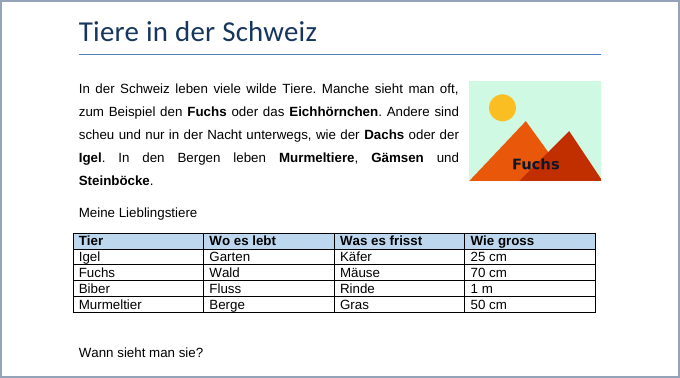 Tiere in der Schweiz
In der Schweiz leben viele wilde Tiere. Manche sieht man oft,
zum Beispiel den Fuchs oder das Eichhörnchen. Andere sind
scheu und nur in der Nacht unterwegs, wie der Dachs oder der
Igel. In den Bergen leben Murmeltiere, Gämsen und
Steinböcke.
Fuchs
Meine Lieblingstiere
Tier Wo es lebt Was es frisst Wie gross
Igel Garten Käfer 25 cm
Fuchs Wald Mäuse 70 cm
Biber Fluss Rinde 1 m
Murmeltier Berge Gras 50 cm
Wann sieht man sie?